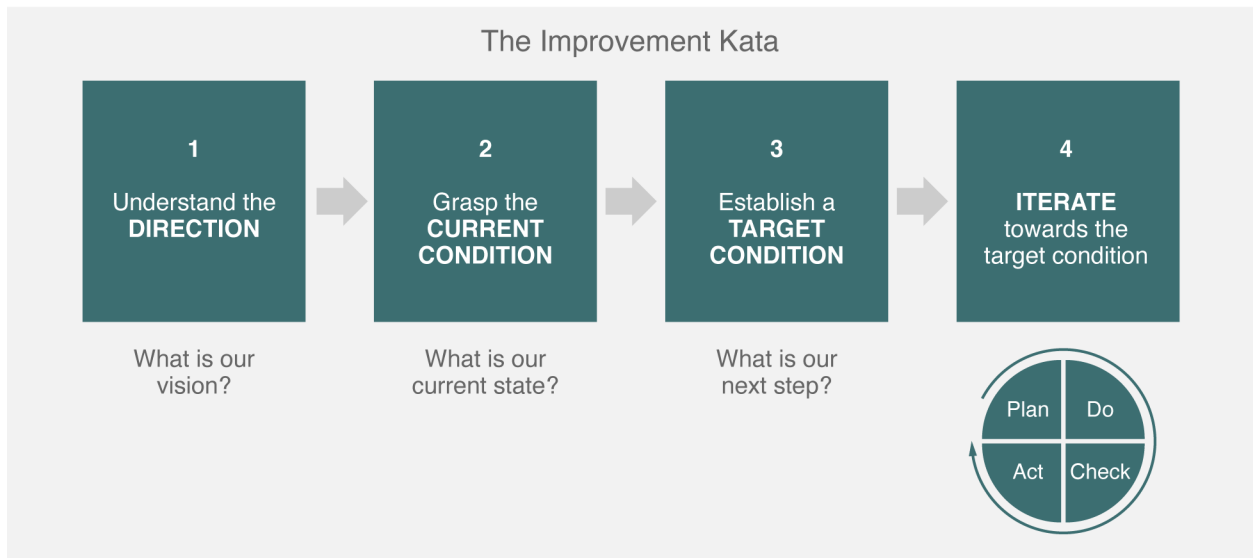 The Improvement Kata
1
Understand the
DIRECTION
What is our
vision?
2
Grasp the
CURRENT
CONDITION
What is our
current state?
3
Establish a
TARGET
CONDITION
What is our
next step?
4
ITERATE
towards the
target condition
Plan
Do
Act
Check